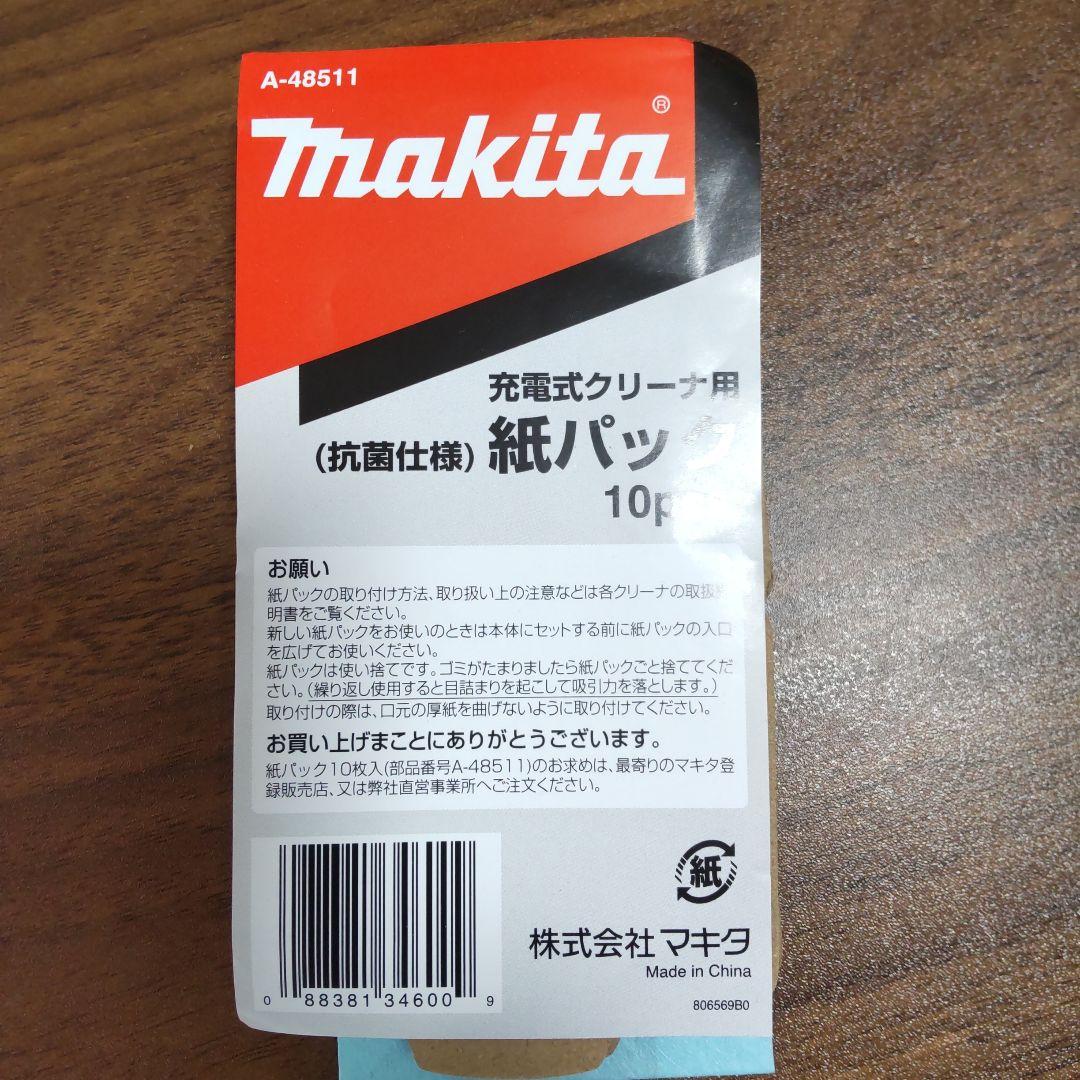 A-48511
makita®
充電式クリーナ用
(抗菌仕様) 紙パック
10p
お願い
紙パックの取り付け方法、取り扱い上の注意などは各クリーナの取扱説
明書をご覧ください。
新しい紙パックをお使いのときは本体にセットする前に紙パックの入口
を広げてお使いください。
紙パックは使い捨てです。ゴミがたまりましたら紙パックごと捨ててくだ
さい。(繰り返し使用すると目詰まりを起こして吸引力を落とします。)
取り付けの際は、口元の厚紙を曲げないように取り付けてください。
お買い上げまことにありがとうございます。
紙パック10枚入(部品番号A-48511)のお求めは、最寄りのマキタ登
録販売店、又は弊社直営事業所へご注文ください。
紙
株式会社マキタ
Made in China
0 88381 34600 9
806569B0